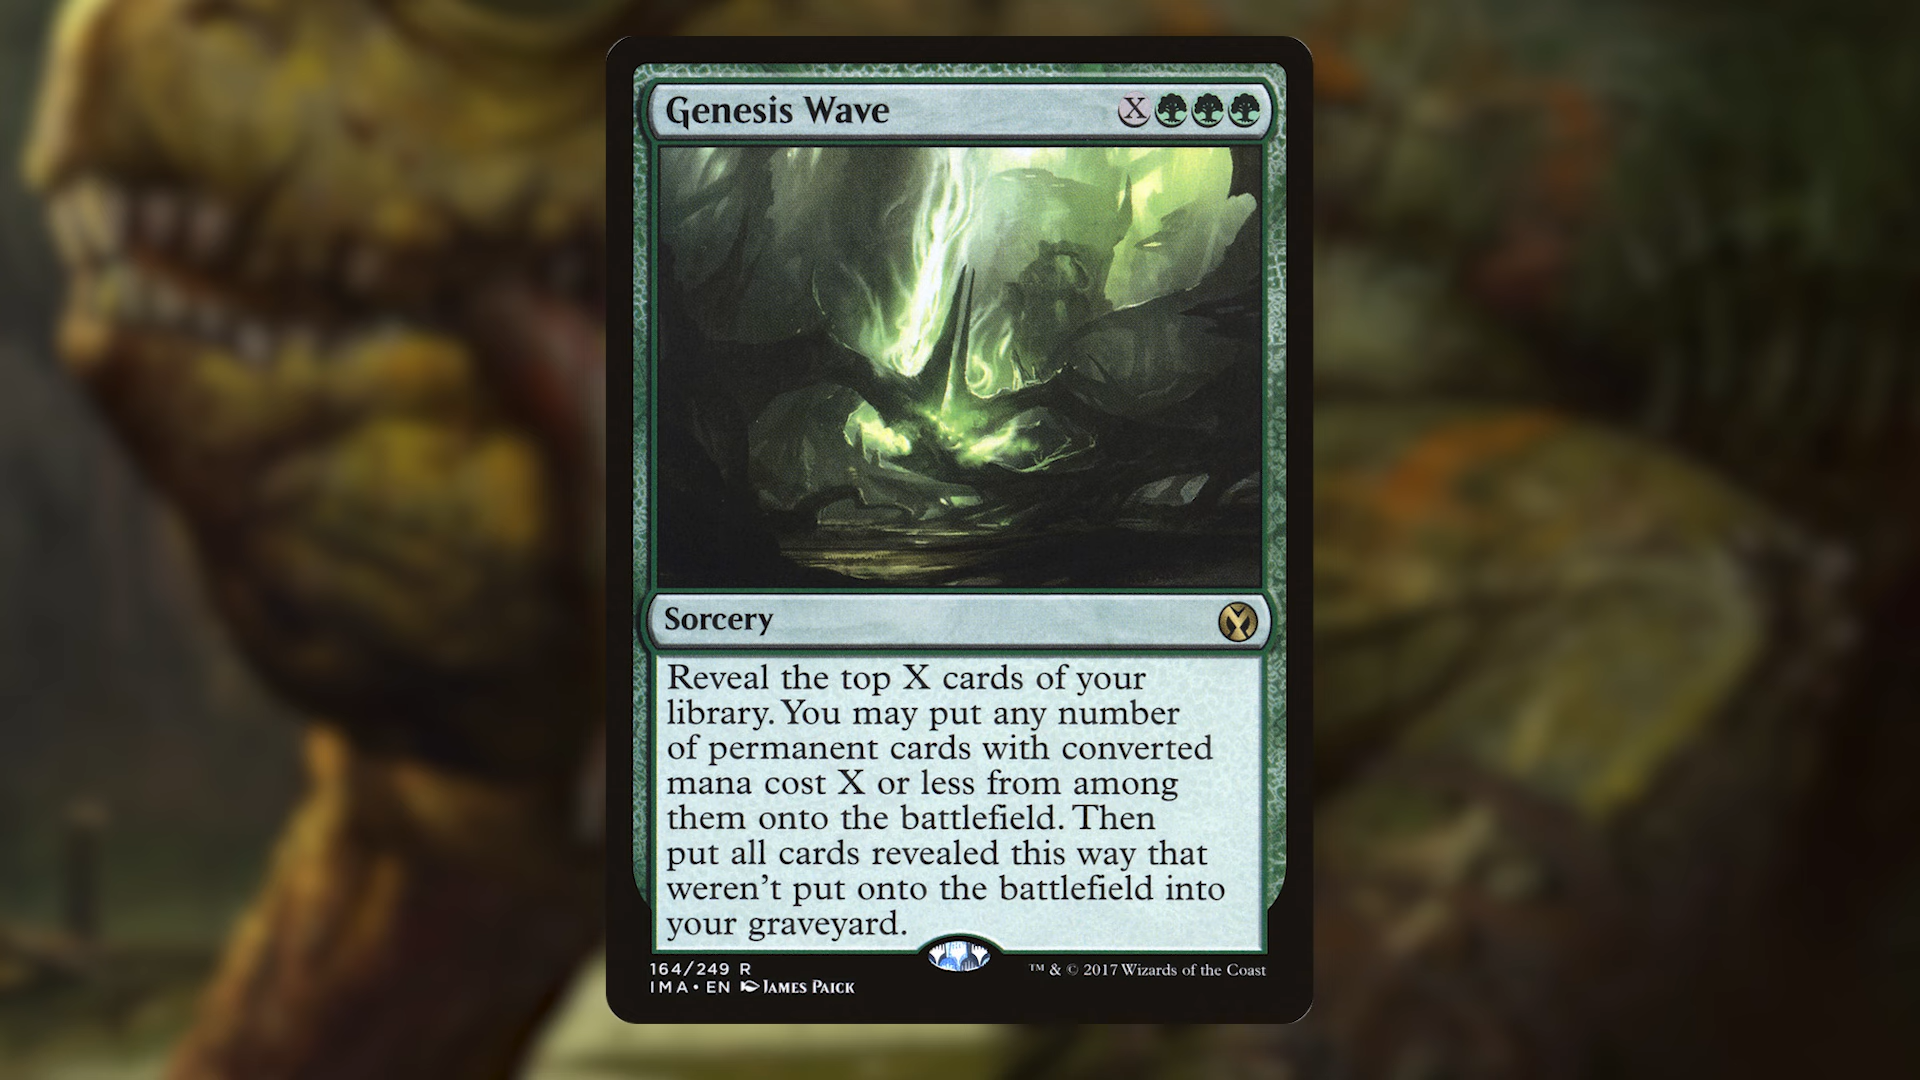 Genesis Wave X
Sorcery
Reveal the top X cards of your
library. You may put any number
of permanent cards with converted
mana cost X or less from among
them onto the battlefield. Then
put all cards revealed this way that
weren't put onto the battlefield into
your graveyard.
164/249 R
IMA • EN James Paick
™ & © 2017 Wizards of the Coast